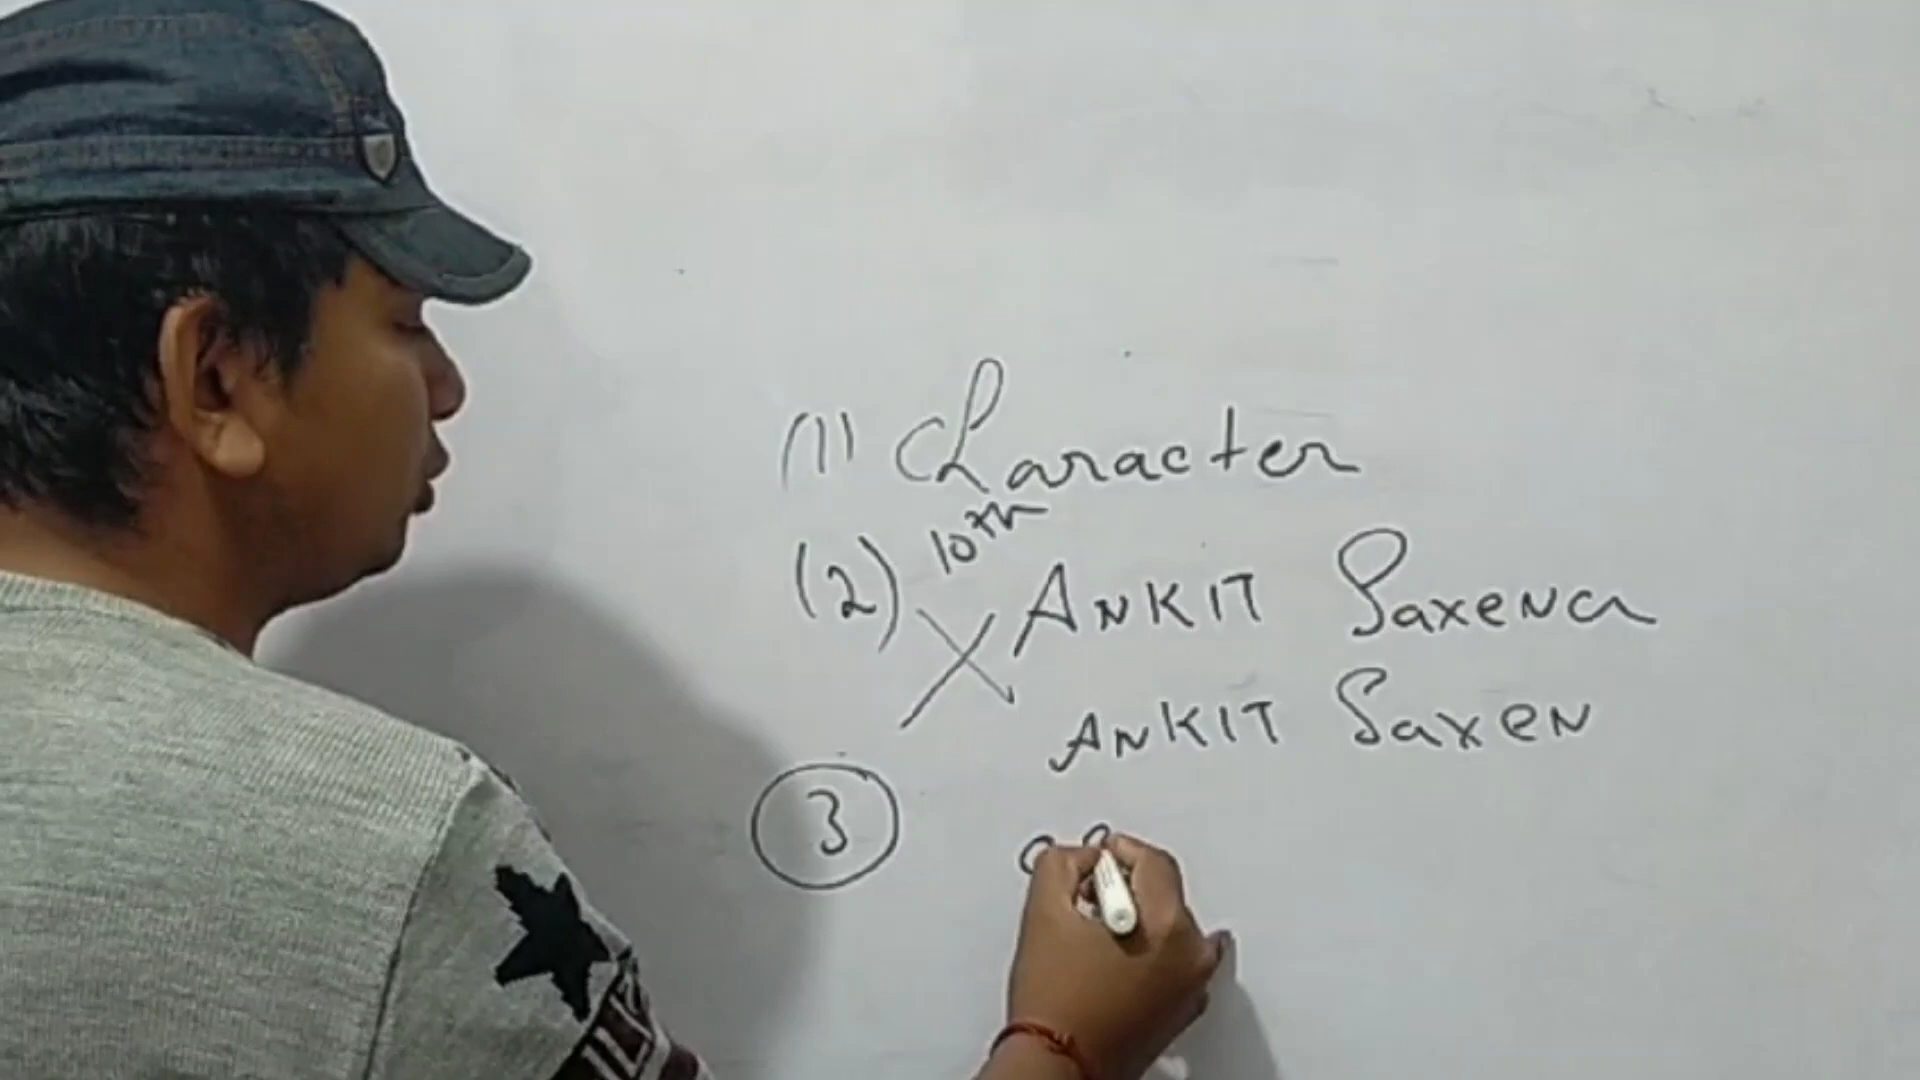 (1) Character
10th
(2) X ANKIT SaxeNa
ANKIT SaxeN
3